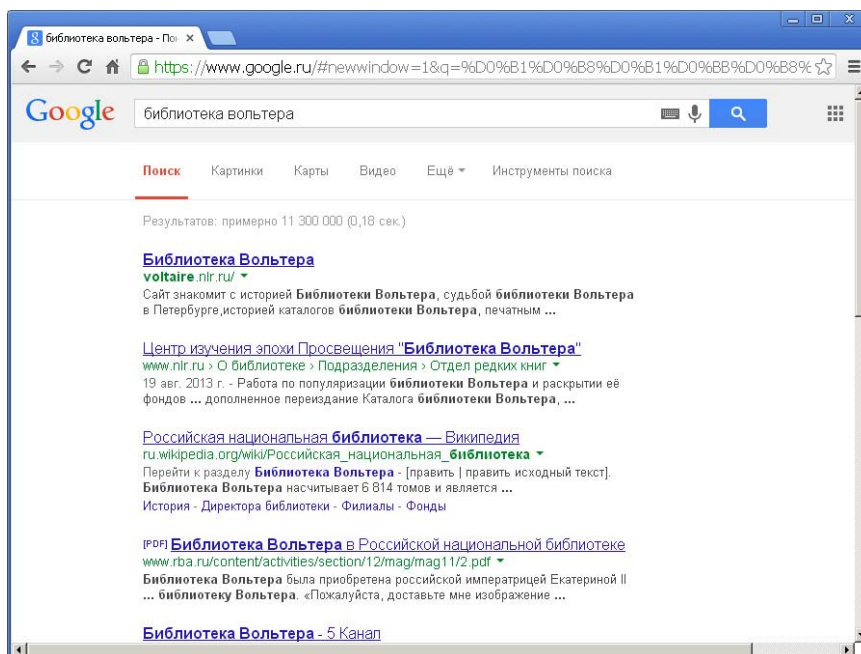 библиотека вольтера - По
https://www.google.ru/#newwindow=1&q=%D0%B1%D0%B8%D0%B1%D0%BB%D0%B8%
Google
библиотека вольтера
Поиск Картинки Карты Видео Ещё Инструменты поиска
Результатов: примерно 11 300 000 (0,18 сек.)
Библиотека Вольтера
voltaire.nlr.ru/
Сайт знакомит с историей Библиотеки Вольтера, судьбой библиотеки Вольтера
в Петербурге,историей каталогов библиотеки Вольтера, печатным ...
Центр изучения эпохи Просвещения "Библиотека Вольтера"
www.nlr.ru › О библиотеке › Подразделения › Отдел редких книг
19 авг. 2013 г. - Работа по популяризации библиотеки Вольтера и раскрытии её
фондов ... дополненное переиздание Каталога библиотеки Вольтера, ...
Российская национальная библиотека — Википедия
ru.wikipedia.org/wiki/Российская_национальная_библиотека
Перейти к разделу Библиотека Вольтера - [править | править исходный текст].
Библиотека Вольтера насчитывает 6 814 томов и является ...
История - Директора библиотеки - Филиалы - Фонды
[PDF] Библиотека Вольтера в Российской национальной библиотеке
www.rba.ru/content/activities/section/12/mag/mag11/2.pdf
Библиотека Вольтера была приобретена российской императрицей Екатериной II
... библиотеку Вольтера. «Пожалуйста, доставьте мне изображение ...
Библиотека Вольтера - 5 Канал